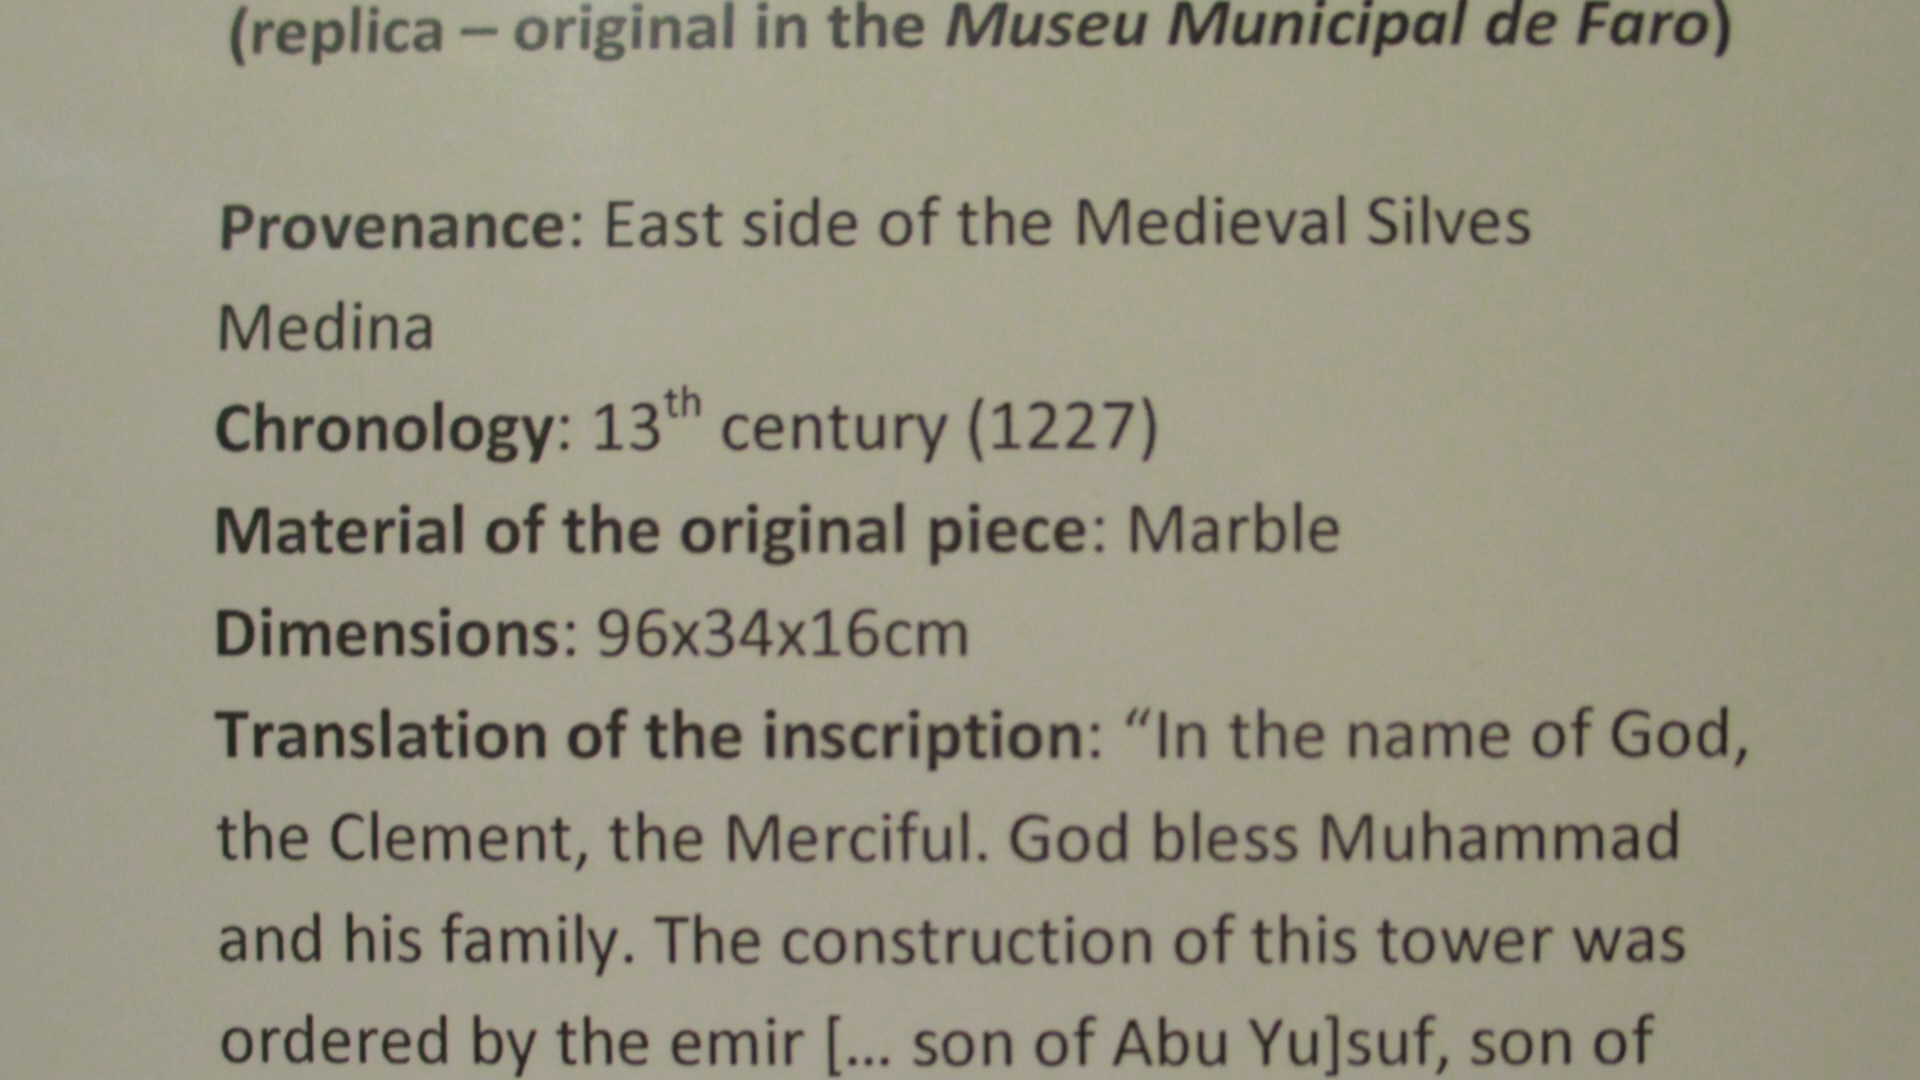 (replica – original in the Museu Municipal de Faro)
Provenance: East side of the Medieval Silves
Medina
Chronology: 13th century (1227)
Material of the original piece: Marble
Dimensions: 96x34x16cm
Translation of the inscription: “In the name of God,
the Clement, the Merciful. God bless Muhammad
and his family. The construction of this tower was
ordered by the emir [... son of Abu Yu]suf, son of